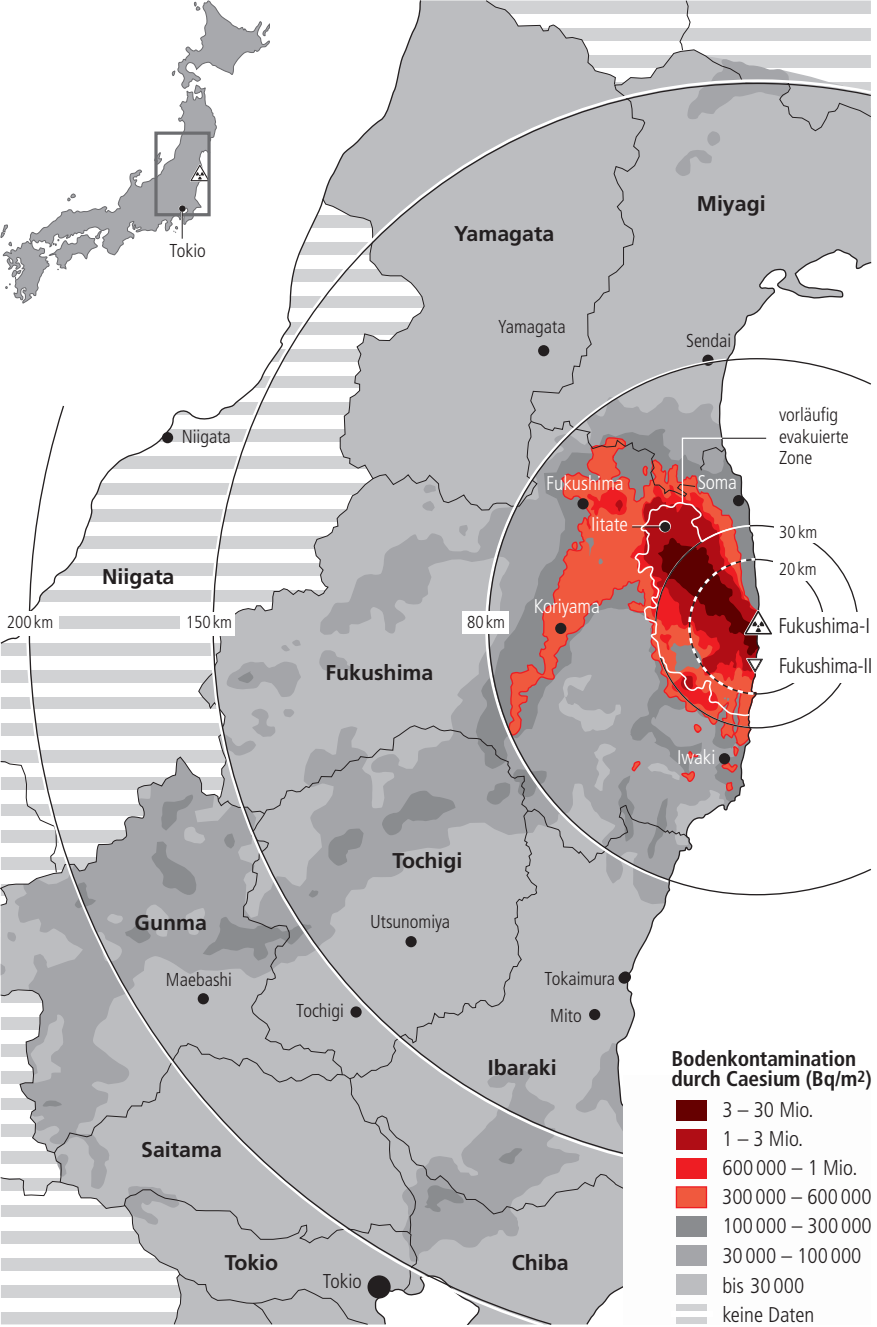 Tokio
Miyagi
Yamagata
Yamagata
Sendai
vorläufig
evakuierte
Zone
Niigata
Fukushima
Soma
Iitate
30 km
20 km
Niigata
Koriyama
200 km
150 km
80 km
Fukushima-I
Fukushima-II
Fukushima
Iwaki
Tochigi
Gunma
Utsunomiya
Maebashi
Tokaimura
Tochigi
Mito
Ibaraki
Saitama
Tokio
Tokio
Chiba
Bodenkontamination
durch Caesium (Bq/m²)
3 – 30 Mio.
1 – 3 Mio.
600 000 – 1 Mio.
300 000 – 600 000
100 000 – 300 000
30 000 – 100 000
bis 30 000
keine Daten